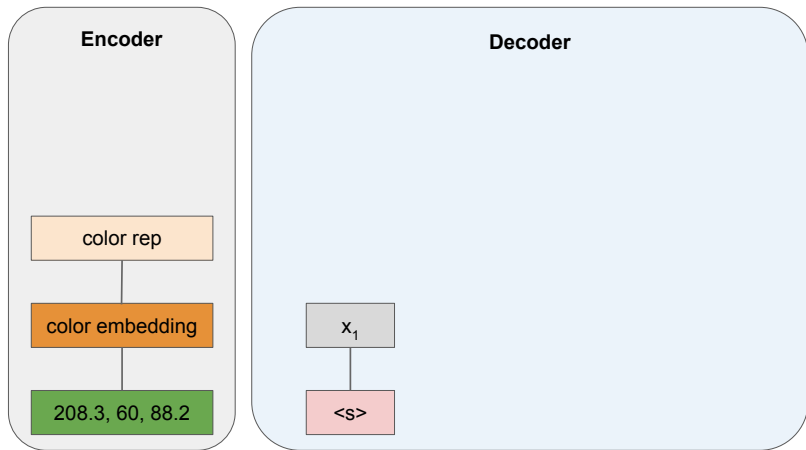 Encoder
Decoder
color rep
color embedding
x₁
208.3, 60, 88.2
<s>